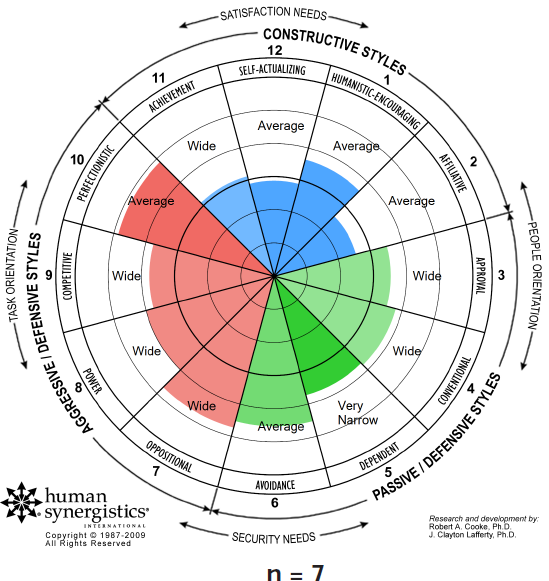 SATISFACTION NEEDS
CONSTRUCTIVE STYLES
12
SELF-ACTUALIZING
11
ACHIEVEMENT
1
HUMANISTIC-ENCOURAGING
Average
Wide
Average
10
PERFECTIONISTIC
2
AFFILIATIVE
Average
Average
TASK ORIENTATION
AGGRESSIVE / DEFENSIVE STYLES
9
COMPETITIVE
Wide
Wide
APPROVAL
3
PEOPLE ORIENTATION
Wide
Wide
8
POWER
CONVENTIONAL
4
PASSIVE / DEFENSIVE STYLES
Wide
Average
Very
Narrow
7
OPPOSITIONAL
AVOIDANCE
6
DEPENDENT
5
SECURITY NEEDS
human
synergistics®
INTERNATIONAL
Copyright © 1987-2009
All Rights Reserved
Research and development by:
Robert A. Cooke, Ph.D.
J. Clayton Lafferty, Ph.D.
n = 7